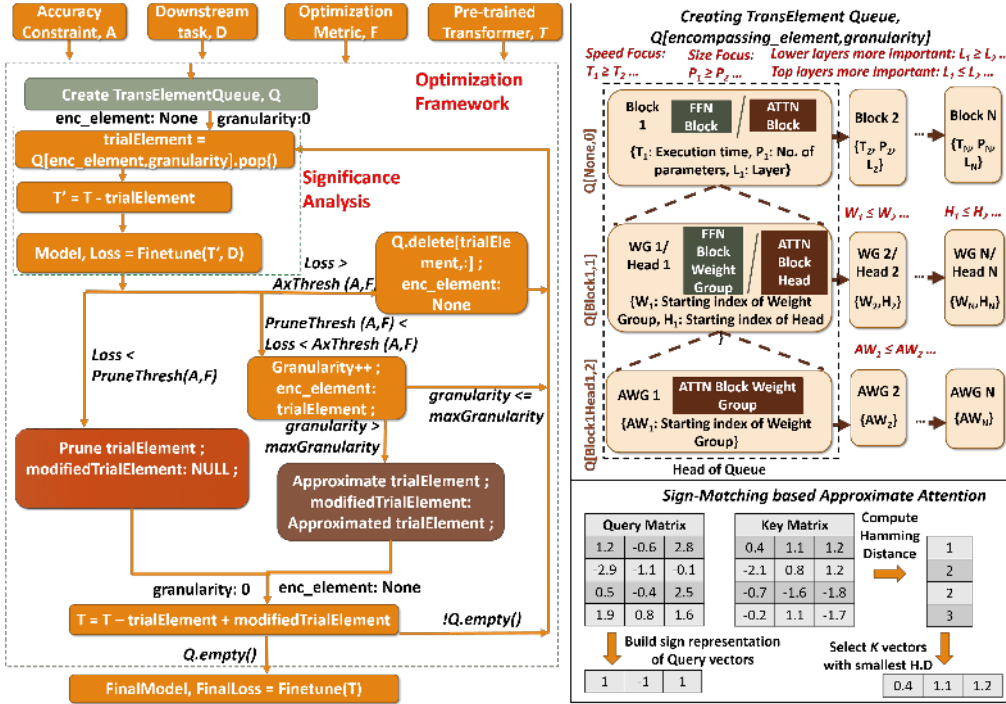 Accuracy
Constraint, A
Downstream
task, D
Optimization
Metric, F
Pre-trained
Transformer, T
Optimization
Framework
Create TransElementQueue, Q
enc_element: None
granularity:0
trialElement =
Q[enc_element,granularity].pop()
Significance
Analysis
T' = T - trialElement
Model, Loss = Finetune(T', D)
Q.delete[trialEle
ment,:] ;
enc_element:
None
Loss >
AxThresh (A,F)
PruneThresh (A,F) <
Loss < AxThresh (A,F)
Loss <
PruneThresh(A,F)
Granularity++ ;
enc_element:
trialElement ;
granularity <=
maxGranularity
granularity >
maxGranularity
Prune trialElement ;
modifiedTrialElement: NULL ;
Approximate trialElement ;
modifiedTrialElement:
Approximated trialElement ;
granularity: 0
enc_element: None
T = T – trialElement + modifiedTrialElement
!Q.empty()
Q.empty()
FinalModel, FinalLoss = Finetune(T)
Creating TransElement Queue,
Q[encompassing_element,granularity]
Speed Focus:
T₁ ≥ T₂ ...
Size Focus:
P₁ ≥ P₂ ...
Lower layers more important: L₁ ≥ L₂ ..
Top layers more important: L₁ ≤ L₂ ..
Q[None,0]
Block
1
FFN
Block
/
ATTN
Block
{T₁: Execution time, P₁: No. of
parameters, L₁: Layer}
Block 2
{T₂, P₂,
L₂}
...
Block N
{T_N, P_N,
L_N}
W₁ ≤ W₂ ...
H₁ ≤ H₂ ...
Q[Block1,1]
WG 1/
Head 1
FFN
Block
Weight
Group
/
ATTN
Block
Head
{W₁: Starting index of Weight
Group, H₁: Starting index of Head
}
WG 2/
Head 2
{W₂,H₂}
...
WG N/
Head N
{W_N,H_N}
AW₁ ≤ AW₂ ...
Q[Block1Head1,2]
AWG 1
ATTN Block Weight
Group
{AW₁: Starting index of Weight
Group}
AWG 2
{AW₂}
...
AWG N
{AW_N}
Head of Queue
Sign-Matching based Approximate Attention
Query Matrix
1.2 -0.6 2.8
-2.9 -1.1 -0.1
0.5 -0.4 2.5
1.9 0.8 1.6
Key Matrix
0.4 1.1 1.2
-2.1 0.8 1.2
-0.7 -1.6 -1.8
-0.2 1.1 -1.7
Compute
Hamming
Distance
1
2
2
3
Build sign representation
of Query vectors
1 -1 1
Select K vectors
with smallest H.D
0.4 1.1 1.2